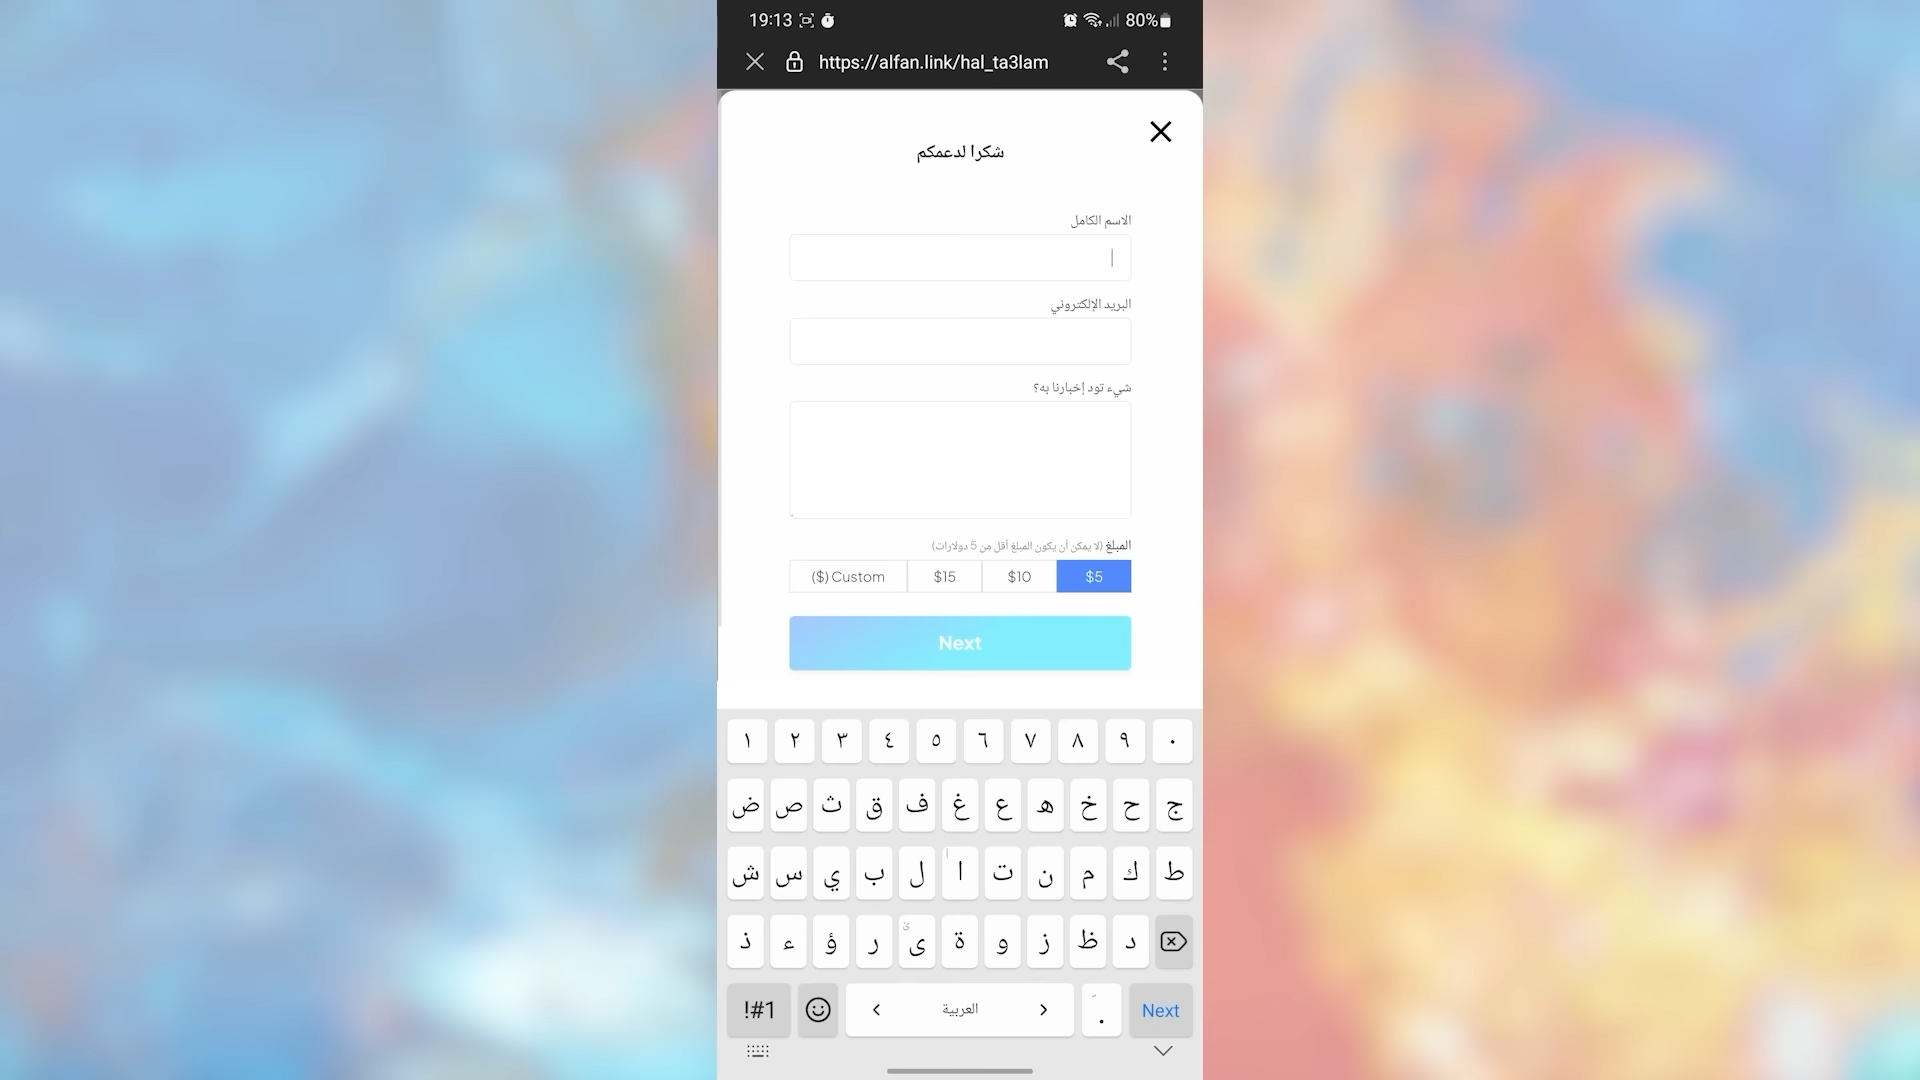 19:13 80%
https://alfan.link/hal_ta3lam
شكرا لدعمكم
الاسم الكامل
البريد الإلكتروني
شيء تود إخبارنا به؟
المبلغ (لا يمكن أن يكون المبلغ أقل من 5 دولارات)
$5 $10 $15 Custom ($)
Next
١ ٢ ٣ ٤ ٥ ٦ ٧ ٨ ٩ ٠
ض ص ث ق ف غ ع ه خ ح ج
ش س ي ب ل ا ت ن م ك ط
ذ ء ؤ ر ى ة و ز ظ د
!#1 العربية . Next